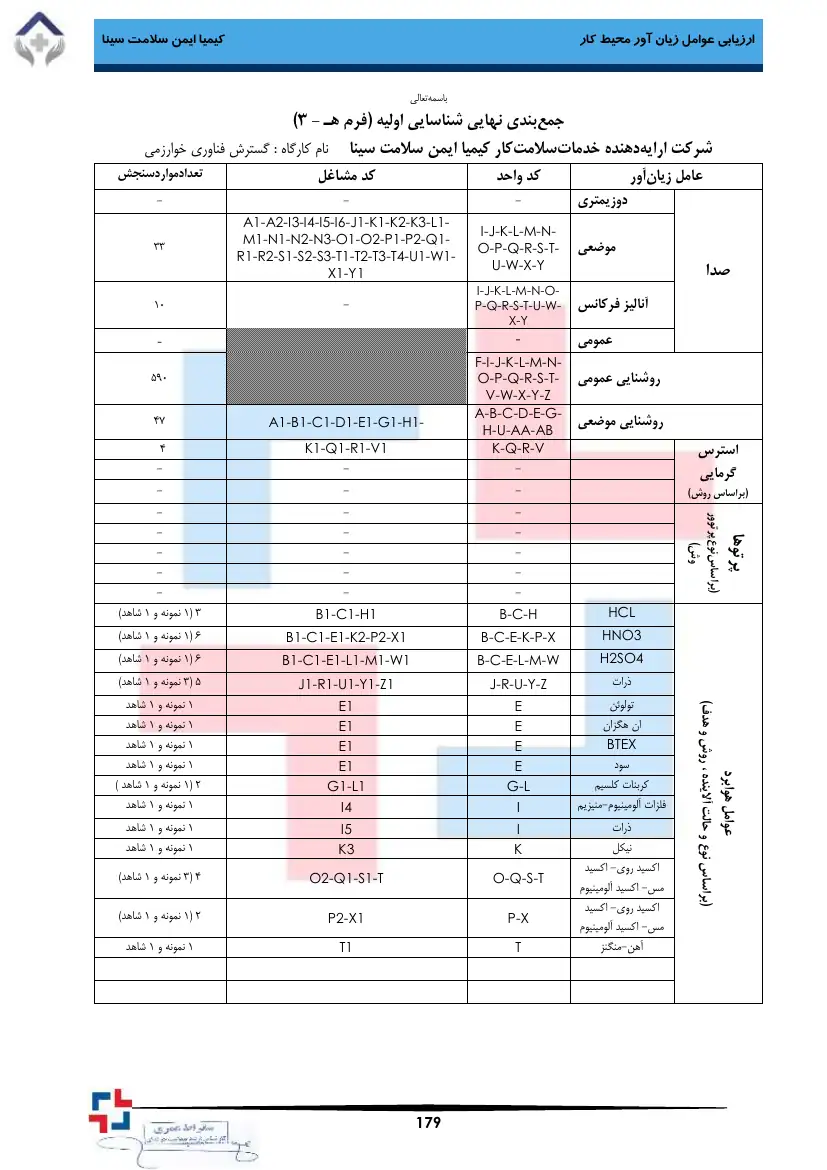 ارزیابی عوامل زیان آور محیط کار
کیمیا ایمن سلامت سینا
باسمه‌تعالی
جمع‌بندی نهایی شناسایی اولیه (فرم هـ - ۳)
شرکت ارایه‌دهنده خدمات‌سلامت‌کار کیمیا ایمن سلامت سینا نام کارگاه : گسترش فناوری خوارزمی
عامل زیان‌آور کد واحد کد مشاغل تعدادمواردسنجش
صدا
دوزیمتری - - -
موضعی
I-J-K-L-M-N-
O-P-Q-R-S-T-
U-W-X-Y
A1-A2-I3-I4-I5-I6-J1-K1-K2-K3-L1-
M1-N1-N2-N3-O1-O2-P1-P2-Q1-
R1-R2-S1-S2-S3-T1-T2-T3-T4-U1-W1-
X1-Y1
۳۳
آنالیز فرکانس
I-J-K-L-M-N-O-
P-Q-R-S-T-U-W-
X-Y
-
۱۰
عمومی - -
روشنایی عمومی
F-I-J-K-L-M-N-
O-P-Q-R-S-T-
V-W-X-Y-Z
۵۹۰
روشنایی موضعی
A-B-C-D-E-G-
H-U-AA-AB
A1-B1-C1-D1-E1-G1-H1-
۴۷
استرس
گرمایی
(براساس روش)
K-Q-R-V K1-Q1-R1-V1 ۴
- - -
- - -
پرتوها
(براساس نوع پرتوور
وش)
- - -
- - -
- - -
- - -
- - -
عوامل هوابرد
(براساس نوع و حالت آلاینده ، روش و هدف)
HCL B-C-H B1-C1-H1 ۳ (۱ نمونه و ۱ شاهد)
HNO3 B-C-E-K-P-X B1-C1-E1-K2-P2-X1 ۶ (۱ نمونه و ۱ شاهد)
H2SO4 B-C-E-L-M-W B1-C1-E1-L1-M1-W1 ۶ (۱ نمونه و ۱ شاهد)
ذرات J-R-U-Y-Z J1-R1-U1-Y1-Z1 ۵ (۳ نمونه و ۱ شاهد)
تولوئن E E1 ۱ نمونه و ۱ شاهد
ان هگزان E E1 ۱ نمونه و ۱ شاهد
BTEX E E1 ۱ نمونه و ۱ شاهد
سود E E1 ۱ نمونه و ۱ شاهد
کربنات کلسیم G-L G1-L1 ۲ (۱ نمونه و ۱ شاهد )
فلزات آلومینیوم-منیزیم I I4 ۱ نمونه و ۱ شاهد
ذرات I I5 ۱ نمونه و ۱ شاهد
نیکل K K3 ۱ نمونه و ۱ شاهد
اکسید روی- اکسید
مس- اکسید آلومینیوم
O-Q-S-T O2-Q1-S1-T ۴ (۳ نمونه و ۱ شاهد)
اکسید روی- اکسید
مس- اکسید آلومینیوم
P-X P2-X1 ۲ (۱ نمونه و ۱ شاهد)
آهن-منگنز T T1 ۱ نمونه و ۱ شاهد
179